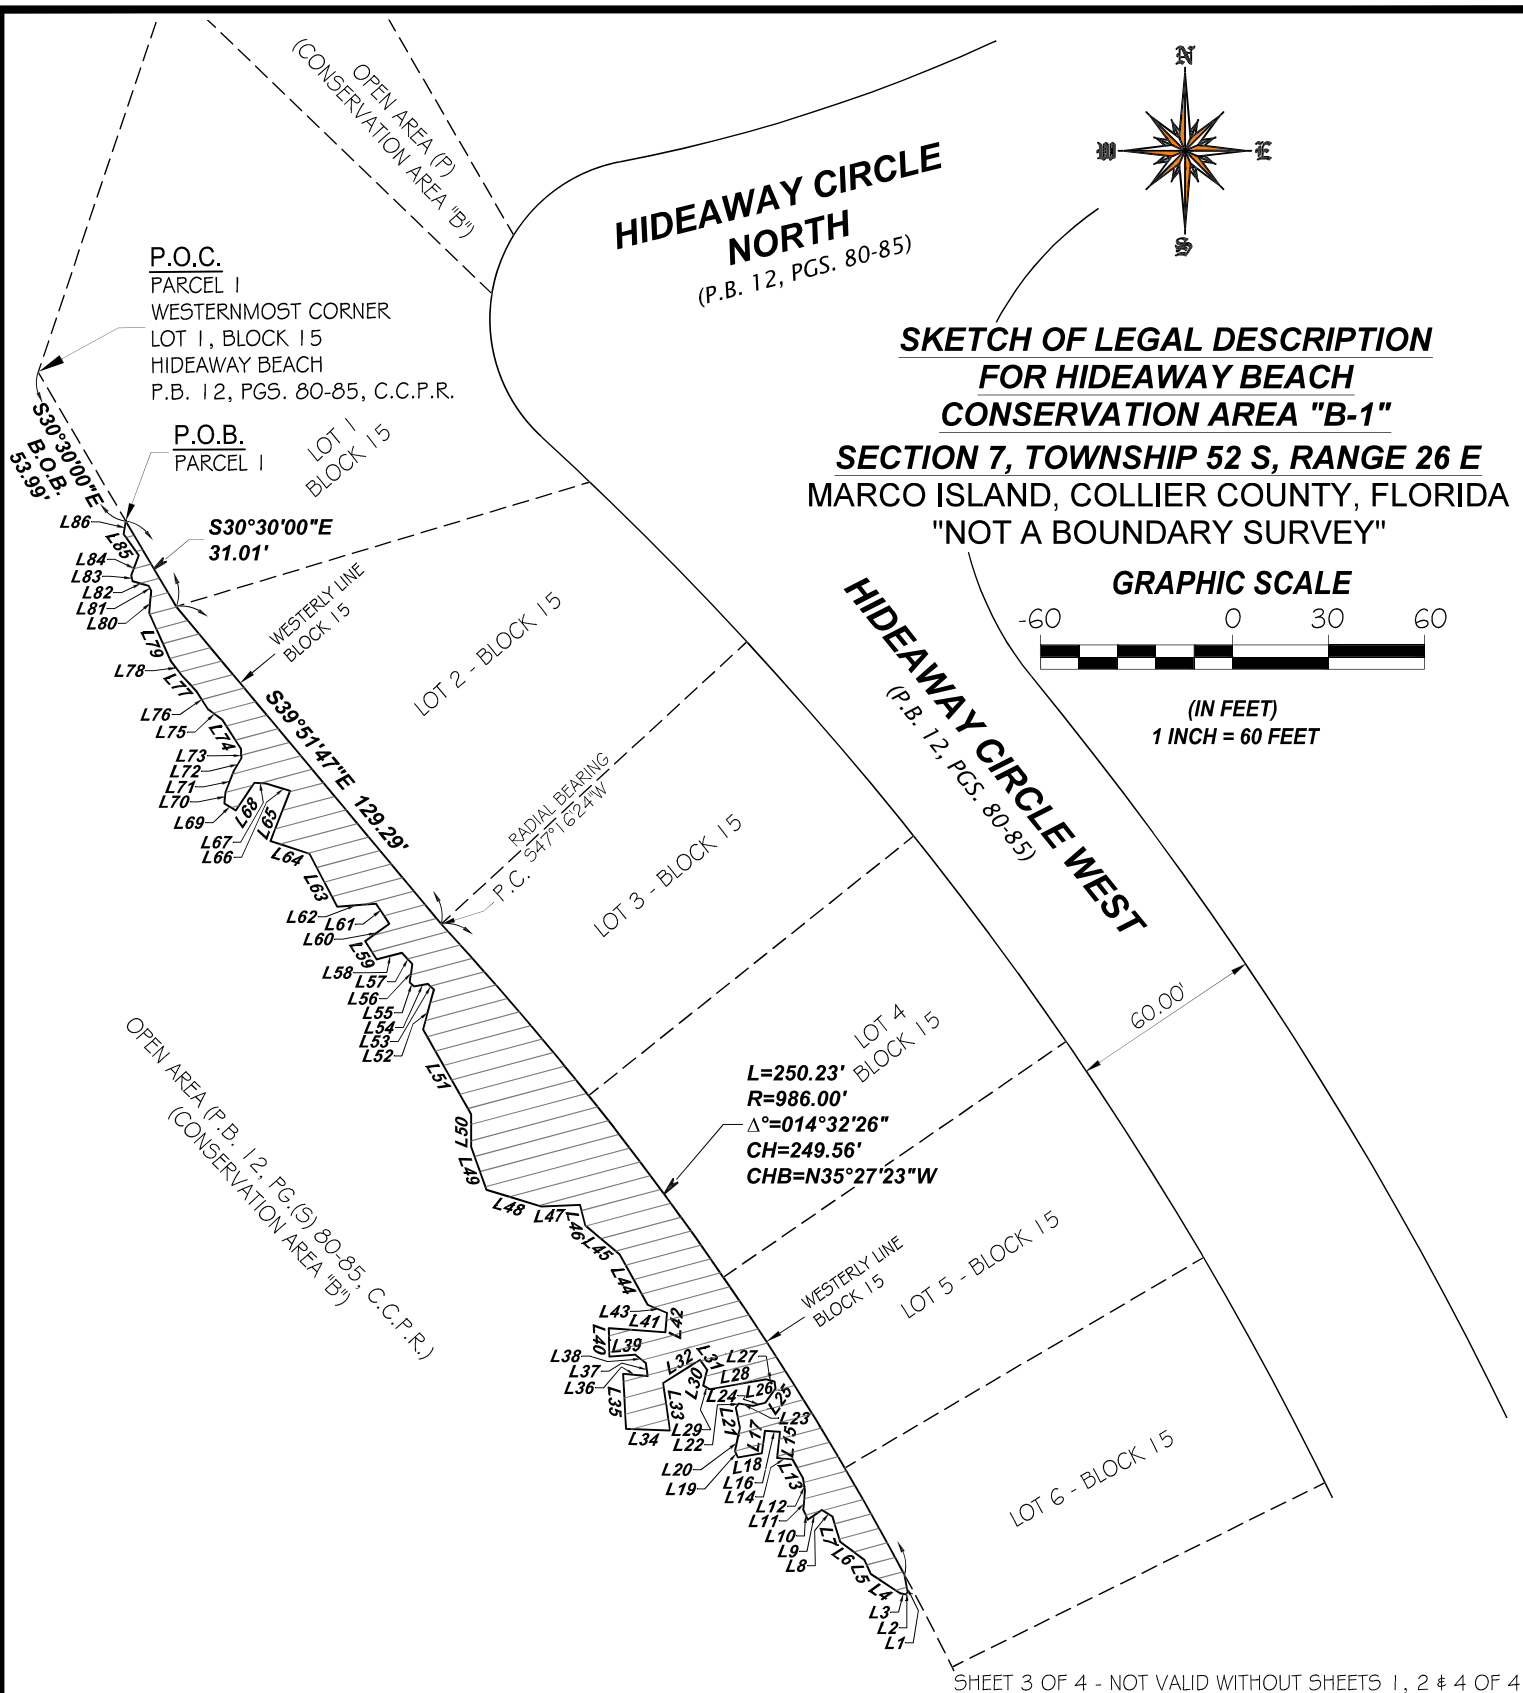 N
W
E
S
OPEN AREA (P)
(CONSERVATION AREA "B")
HIDEAWAY CIRCLE
NORTH
(P.B. 12, PGS. 80-85)
P.O.C.
PARCEL 1
WESTERNMOST CORNER
LOT 1, BLOCK 15
HIDEAWAY BEACH
P.B. 12, PGS. 80-85, C.C.P.R.
SKETCH OF LEGAL DESCRIPTION
FOR HIDEAWAY BEACH
CONSERVATION AREA "B-1"
SECTION 7, TOWNSHIP 52 S, RANGE 26 E
MARCO ISLAND, COLLIER COUNTY, FLORIDA
"NOT A BOUNDARY SURVEY"
GRAPHIC SCALE
-60 0 30 60
(IN FEET)
1 INCH = 60 FEET
S30°30'00"E
B.O.B.
53.99'
P.O.B.
PARCEL 1
LOT 1
BLOCK 15
S30°30'00"E
31.01'
WESTERLY LINE
BLOCK 15
LOT 2 - BLOCK 15
HIDEAWAY CIRCLE WEST
(P.B. 12, PGS. 80-85)
S39°51'47"E 129.29'
RADIAL BEARING
S47°16'24"W
P.C.
LOT 3 - BLOCK 15
LOT 4
BLOCK 15
60.00'
L=250.23'
R=986.00'
Δ°=014°32'26"
CH=249.56'
CHB=N35°27'23"W
OPEN AREA (P.B. 12, PG.(S) 80-85, C.C.P.R.)
(CONSERVATION AREA "B")
WESTERLY LINE
BLOCK 15
LOT 5 - BLOCK 15
LOT 6 - BLOCK 15
L86
L85
L84
L83
L82
L81
L80
L79
L78
L77
L76
L75
L74
L73
L72
L71
L70
L69
L68
L67
L66
L65
L64
L63
L62
L61
L60
L59
L58
L57
L56
L55
L54
L53
L52
L51
L50
L49
L48
L47
L46
L45
L44
L43
L42
L41
L40
L39
L38
L37
L36
L35
L34
L33
L32
L31
L30
L29
L28
L27
L26
L25
L24
L23
L22
L21
L20
L19
L18
L17
L16
L15
L14
L13
L12
L11
L10
L9
L8
L7
L6
L5
L4
L3
L2
L1
SHEET 3 OF 4 - NOT VALID WITHOUT SHEETS 1, 2 & 4 OF 4